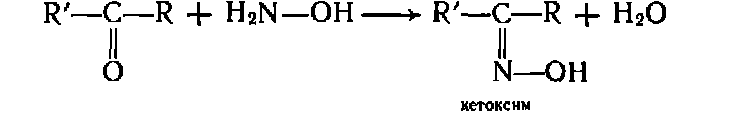 R′—C—R + H₂N—OH ⟶ R′—C—R + H₂O
O
N—OH
кетоксим